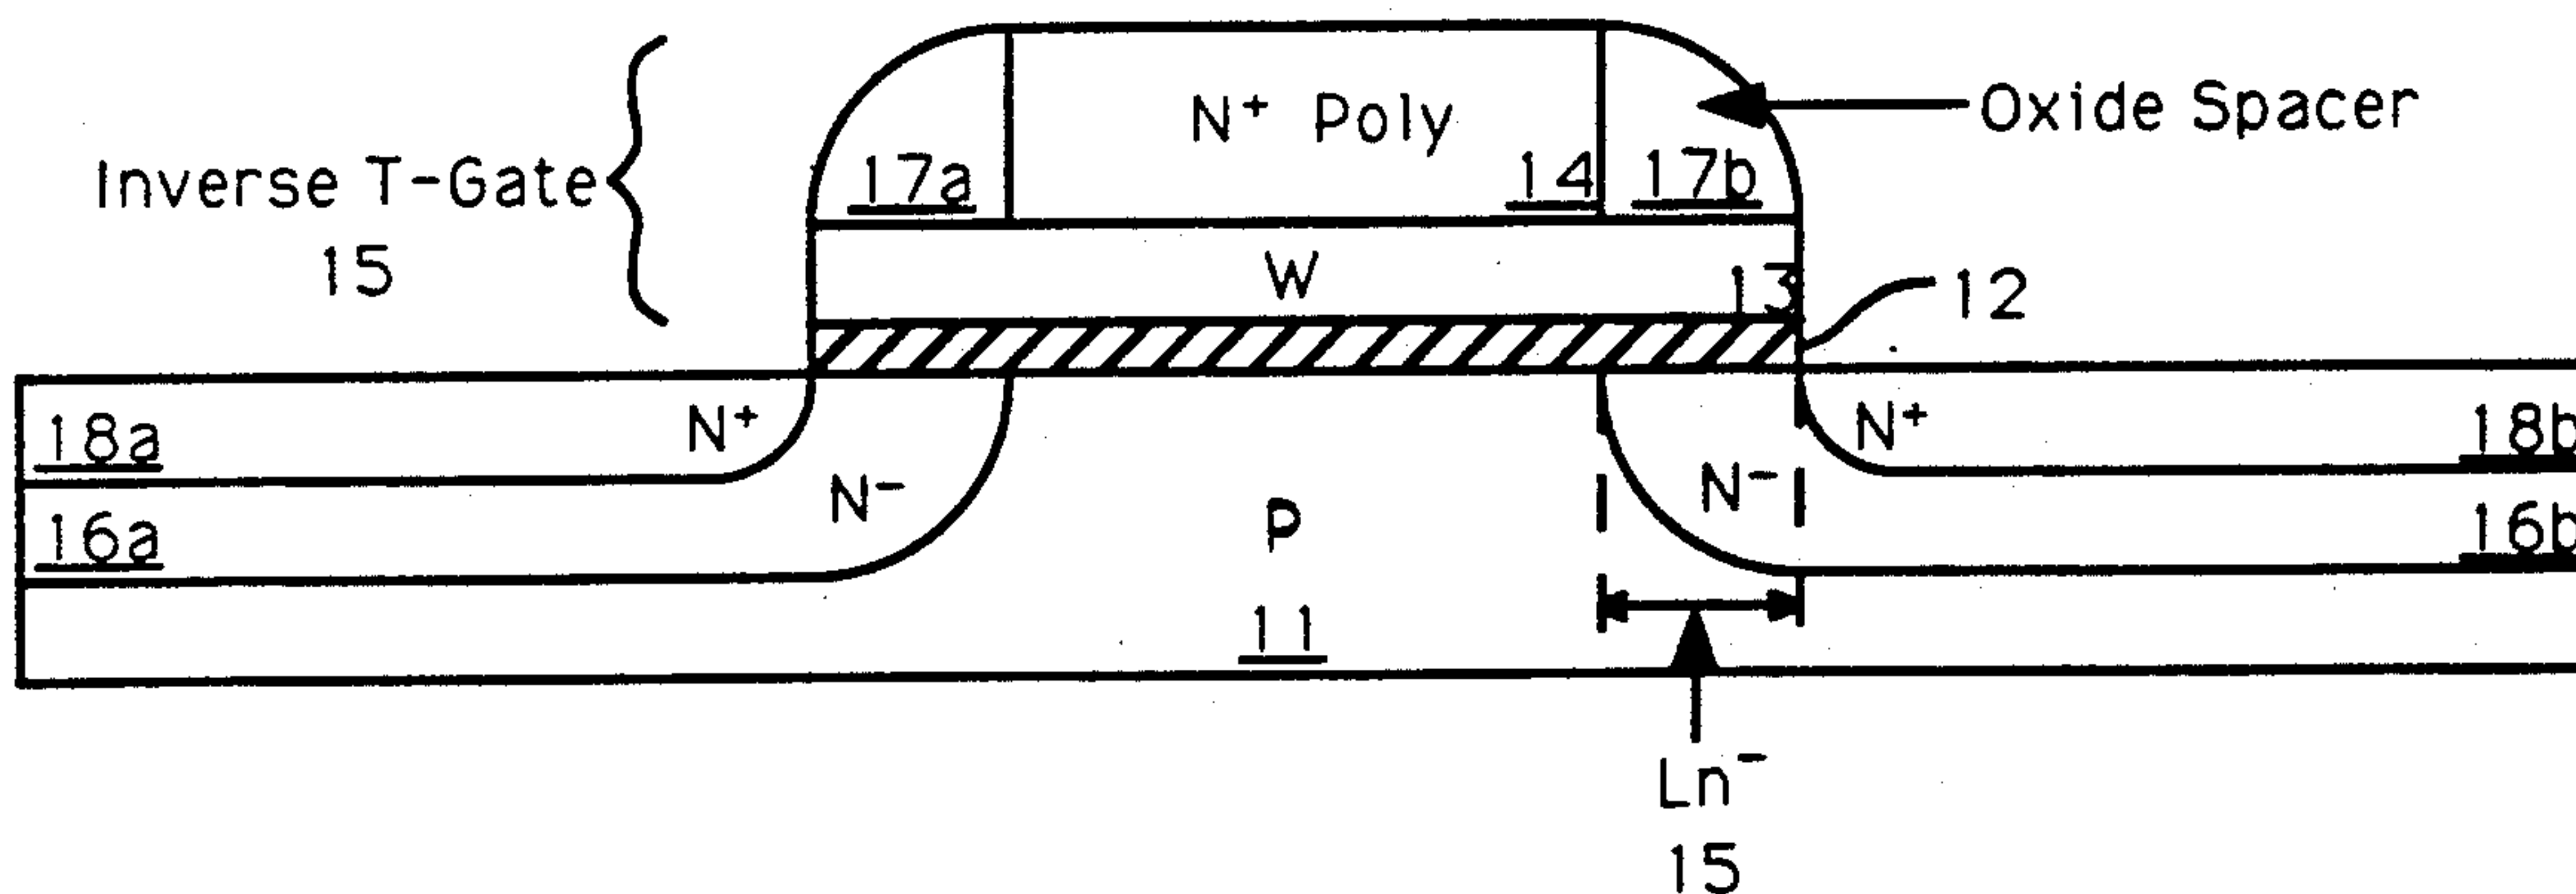 N⁺ Poly
Oxide Spacer
Inverse T-Gate
15
17a
14
17b
W
13
12
N⁺
N⁺
18a
18b
N⁻
N⁻
P
16a
16b
11
Ln⁻
15